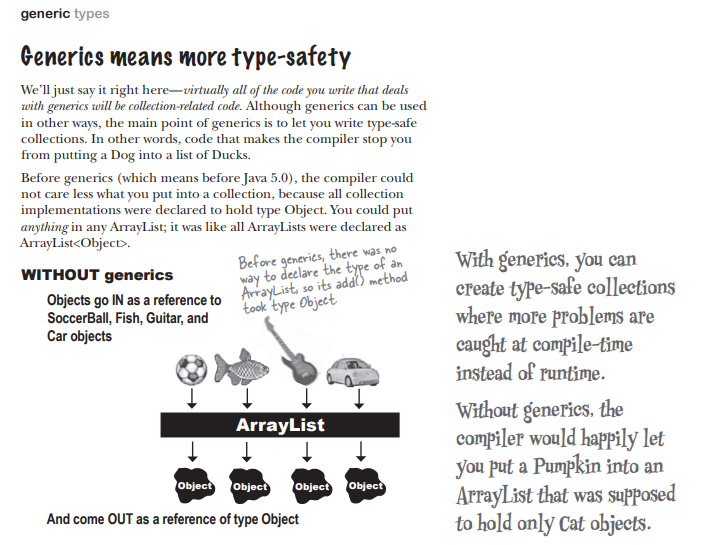 generic types
Generics means more type-safety
We’ll just say it right here—virtually all of the code you write that deals
with generics will be collection-related code. Although generics can be used
in other ways, the main point of generics is to let you write type-safe
collections. In other words, code that makes the compiler stop you
from putting a Dog into a list of Ducks.
Before generics (which means before Java 5.0), the compiler could
not care less what you put into a collection, because all collection
implementations were declared to hold type Object. You could put
anything in any ArrayList; it was like all ArrayLists were declared as
ArrayList<Object>.
WITHOUT generics
Before generics, there was no
way to declare the type of an
ArrayList, so its add() method
took type Object
Objects go IN as a reference to
SoccerBall, Fish, Guitar, and
Car objects
ArrayList
Object Object Object Object
And come OUT as a reference of type Object
With generics, you can
create type-safe collections
where more problems are
caught at compile-time
instead of runtime.
Without generics, the
compiler would happily let
you put a Pumpkin into an
ArrayList that was supposed
to hold only Cat objects.